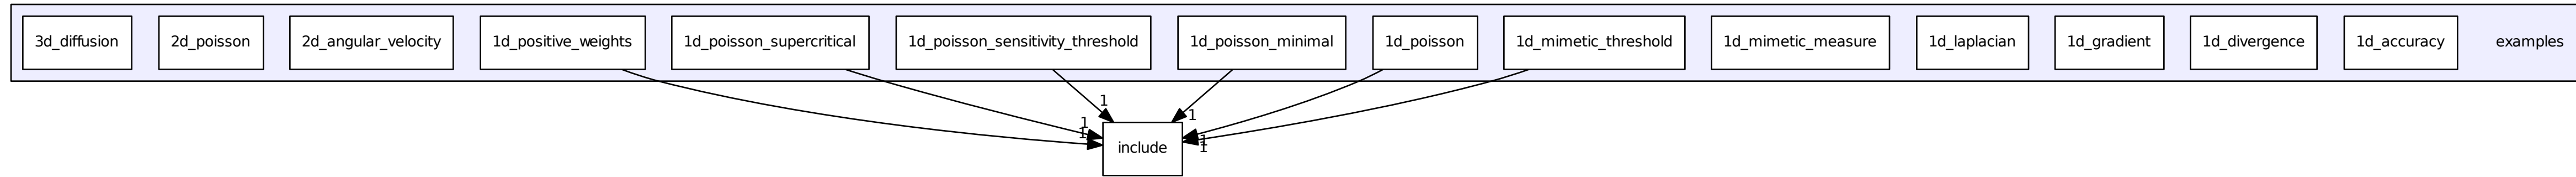 3d_diffusion
2d_poisson
2d_angular_velocity
1d_positive_weights
1d_poisson_supercritical
1d_poisson_sensitivity_threshold
1d_poisson_minimal
1d_poisson
1d_mimetic_threshold
1d_mimetic_measure
1d_laplacian
1d_gradient
1d_divergence
1d_accuracy
examples
1
1
1
1
1
1
include